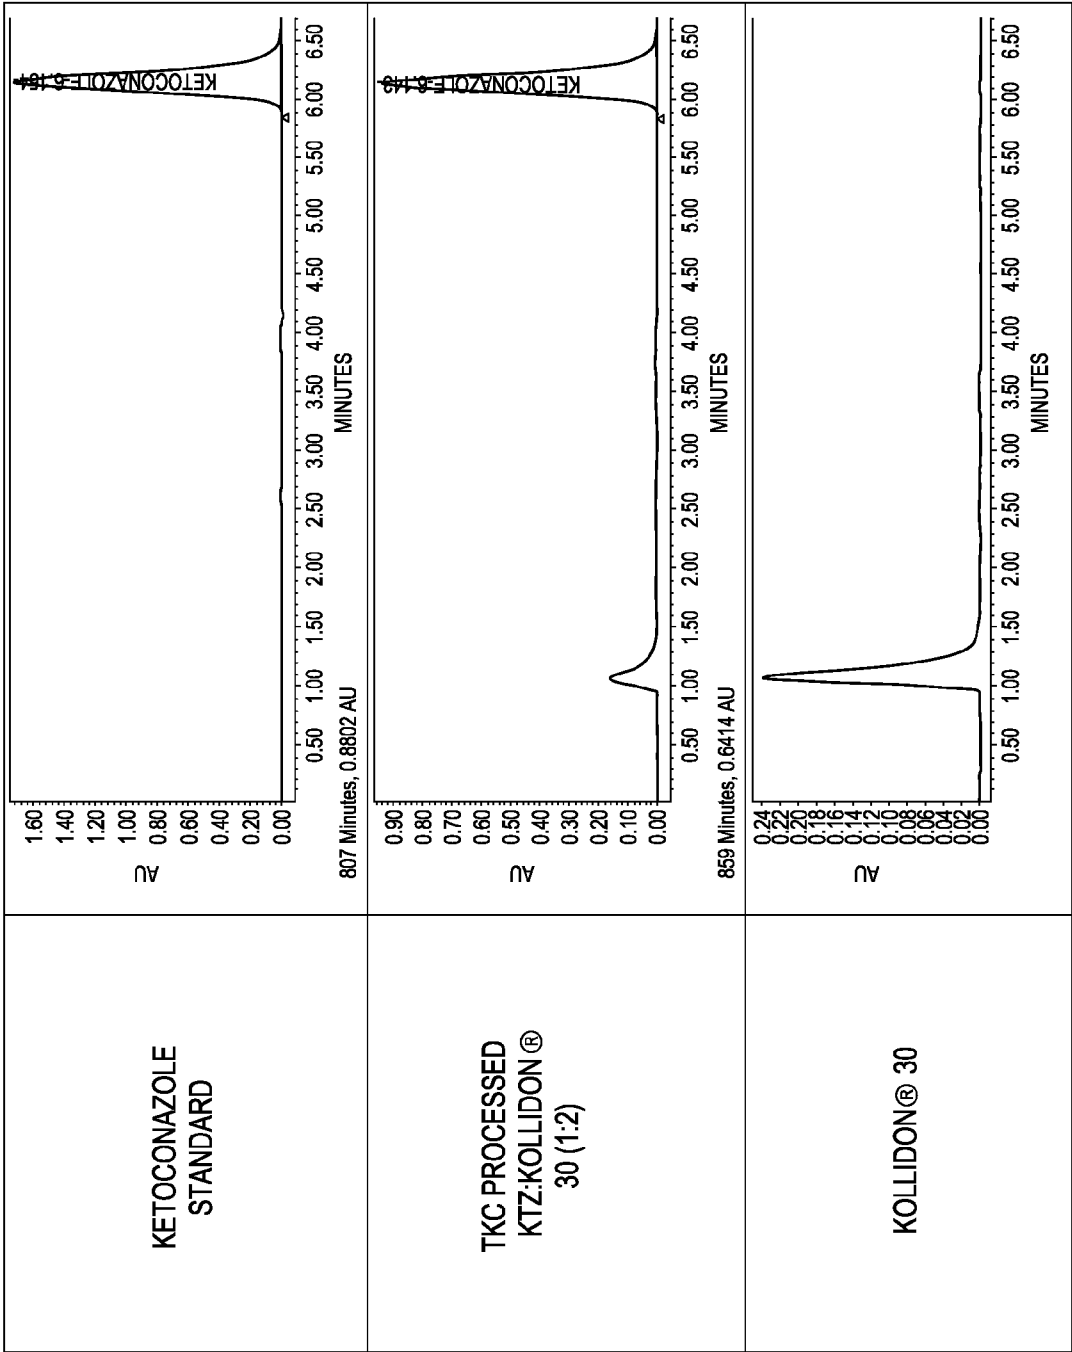 KETOCONAZOLE
STANDARD
AU
1.60
1.40
1.20
1.00
0.80
0.60
0.40
0.20
0.00
KETOCONAZOLE-6.154
0.50 1.00 1.50 2.00 2.50 3.00 3.50 4.00 4.50 5.00 5.50 6.00 6.50
MINUTES
807 Minutes, 0.8802 AU
TKC PROCESSED
KTZ:KOLLIDON ®
30 (1:2)
AU
0.90
0.80
0.70
0.60
0.50
0.40
0.30
0.20
0.10
0.00
KETOCONAZOLE-6.143
0.50 1.00 1.50 2.00 2.50 3.00 3.50 4.00 4.50 5.00 5.50 6.00 6.50
MINUTES
859 Minutes, 0.6414 AU
KOLLIDON® 30
AU
0.24
0.22
0.20
0.18
0.16
0.14
0.12
0.10
0.08
0.06
0.04
0.02
0.00
0.50 1.00 1.50 2.00 2.50 3.00 3.50 4.00 4.50 5.00 5.50 6.00 6.50
MINUTES